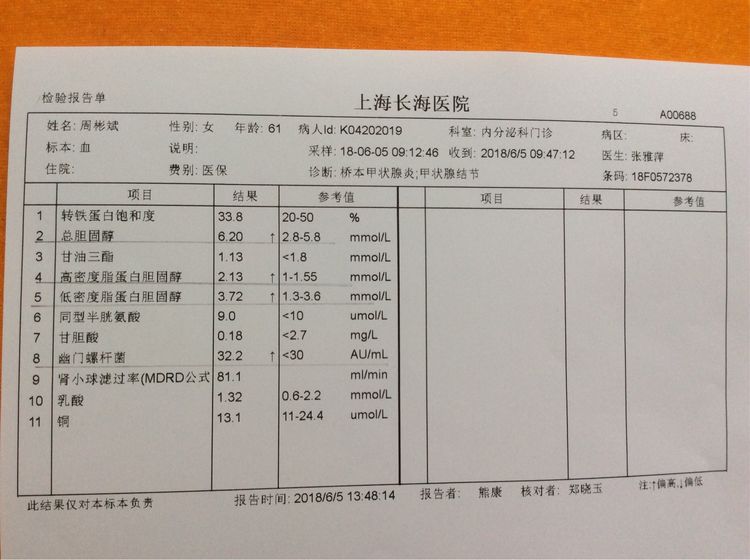 检验报告单
上海长海医院
5 A00688
姓名: 周彬斌 性别: 女 年龄: 61 病人Id: K04202019 科室: 内分泌科门诊 病区: 床:
标本: 血 说明: 采样: 18-06-05 09:12:46 收到: 2018/6/5 09:47:12 医生: 张雅萍
住院: 费别: 医保 诊断: 桥本甲状腺炎;甲状腺结节 条码: 18F0572378
项目 结果 参考值 项目 结果 参考值
1 转铁蛋白饱和度 33.8 20-50 %
2 总胆固醇 6.20 ↑ 2.8-5.8 mmol/L
3 甘油三酯 1.13 <1.8 mmol/L
4 高密度脂蛋白胆固醇 2.13 ↑ 1-1.55 mmol/L
5 低密度脂蛋白胆固醇 3.72 ↑ 1.3-3.6 mmol/L
6 同型半胱氨酸 9.0 <10 umol/L
7 甘胆酸 0.18 <2.7 mg/L
8 幽门螺杆菌 32.2 ↑ <30 AU/mL
9 肾小球滤过率(MDRD公式 81.1 ml/min
10 乳酸 1.32 0.6-2.2 mmol/L
11 铜 13.1 11-24.4 umol/L
此结果仅对本标本负责 报告时间: 2018/6/5 13:48:14 报告者: 熊康 核对者: 郑晓玉 注:↑偏高,↓偏低